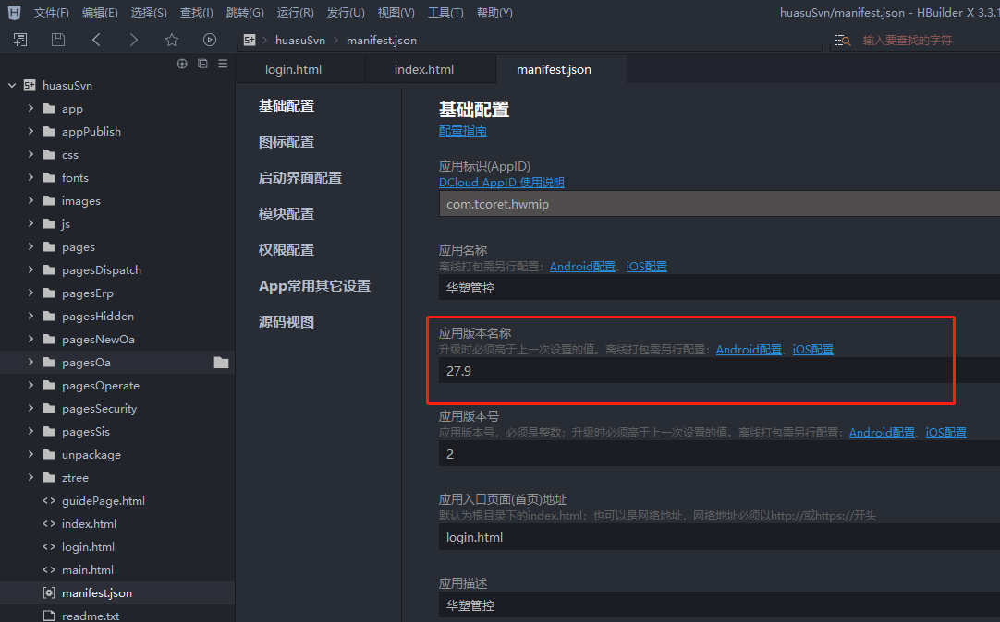 文件(F) 编辑(E) 选择(S) 查找(I) 跳转(G) 运行(R) 发行(U) 视图(V) 工具(T) 帮助(Y) huasuSvn/manifest.json - HBuilder X 3.3.1
huasuSvn manifest.json 输入要查找的字符
login.html index.html manifest.json
huasuSvn
app
appPublish
css
fonts
images
js
pages
pagesDispatch
pagesErp
pagesHidden
pagesNewOa
pagesOa
pagesOperate
pagesSecurity
pagesSis
unpackage
ztree
guidePage.html
index.html
login.html
main.html
manifest.json
readme.txt
基础配置
图标配置
启动界面配置
模块配置
权限配置
App常用其它设置
源码视图
基础配置
配置指南
应用标识(AppID)
DCloud AppID 使用说明
com.tcoret.hwmip
应用名称
离线打包需另行配置：Android配置、iOS配置
华塑管控
应用版本名称
升级时必须高于上一次设置的值。离线打包需另行配置：Android配置、iOS配置
27.9
应用版本号
应用版本号，必须是整数；升级时必须高于上一次设置的值。离线打包需另行配置：Android配置、iOS配置
2
应用入口页面(首页)地址
默认为根目录下的index.html；也可以是网络地址，网络地址必须以http://或https://开头
login.html
应用描述
华塑管控